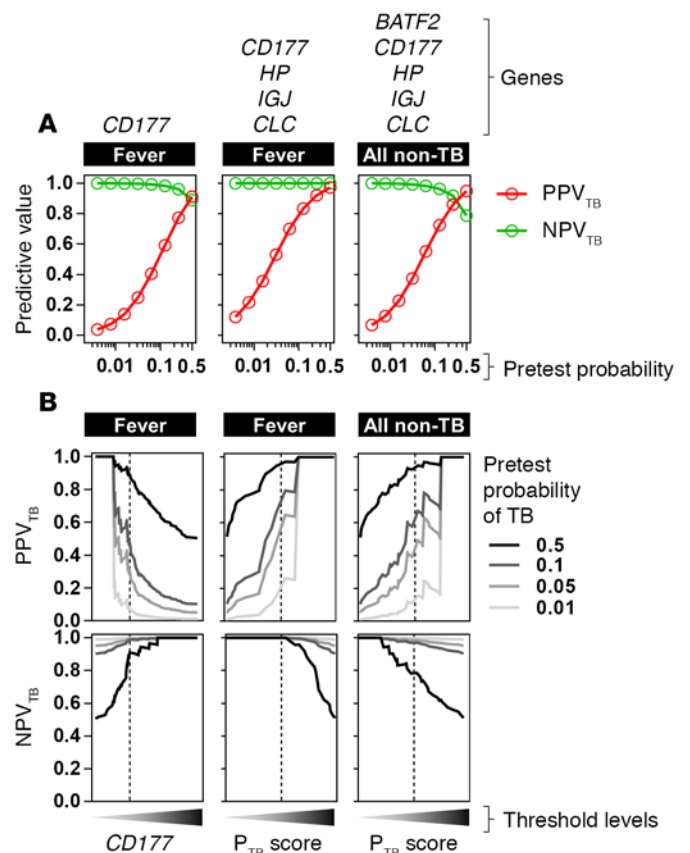 BATF2
CD177 CD177
HP HP
IGJ IGJ
Genes
A CD177 CLC CLC
Fever Fever All non-TB
Predictive value
1.0
0.8
0.6
0.4
0.2
0.0
PPVTB
NPVTB
0.01 0.1 0.5 0.01 0.1 0.5 0.01 0.1 0.5
Pretest probability
B
Fever Fever All non-TB
PPVTB
1.0
0.8
0.6
0.4
0.2
0.0
Pretest
probability
of TB
0.5
0.1
0.05
0.01
NPVTB
1.0
0.8
0.6
0.4
0.2
0.0
Threshold levels
CD177 PTB score PTB score